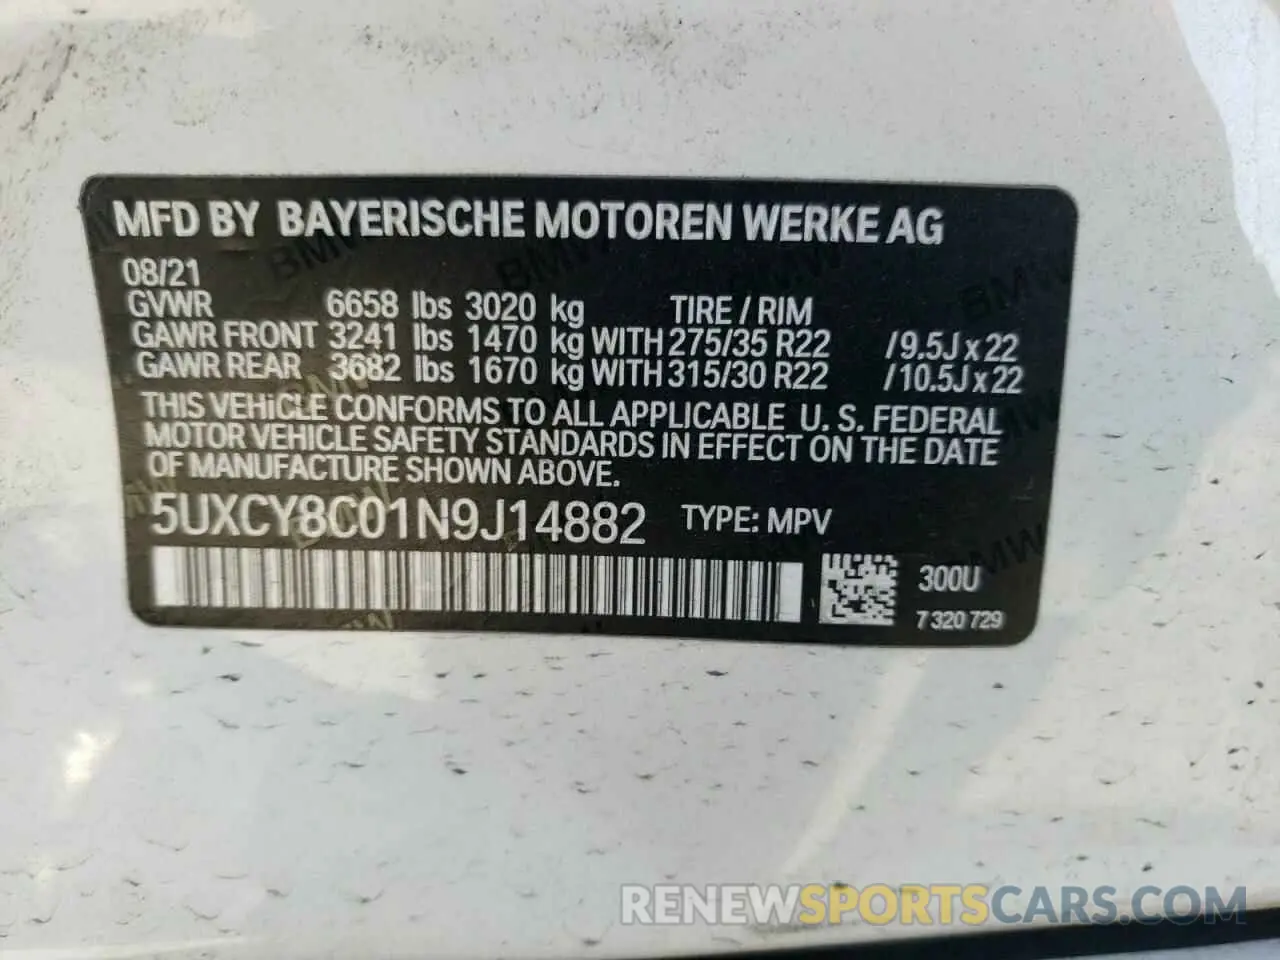 MFD BY BAYERISCHE MOTOREN WERKE AG
08/21
GVWR 6658 lbs 3020 kg TIRE / RIM
GAWR FRONT 3241 lbs 1470 kg WITH 275/35 R22 /9.5J x 22
GAWR REAR 3682 lbs 1670 kg WITH 315/30 R22 /10.5J x 22
THIS VEHICLE CONFORMS TO ALL APPLICABLE U. S. FEDERAL
MOTOR VEHICLE SAFETY STANDARDS IN EFFECT ON THE DATE
OF MANUFACTURE SHOWN ABOVE.
5UXCY8C01N9J14882 TYPE: MPV
300U
7 320 729
RENEWSPORTSCARS.COM